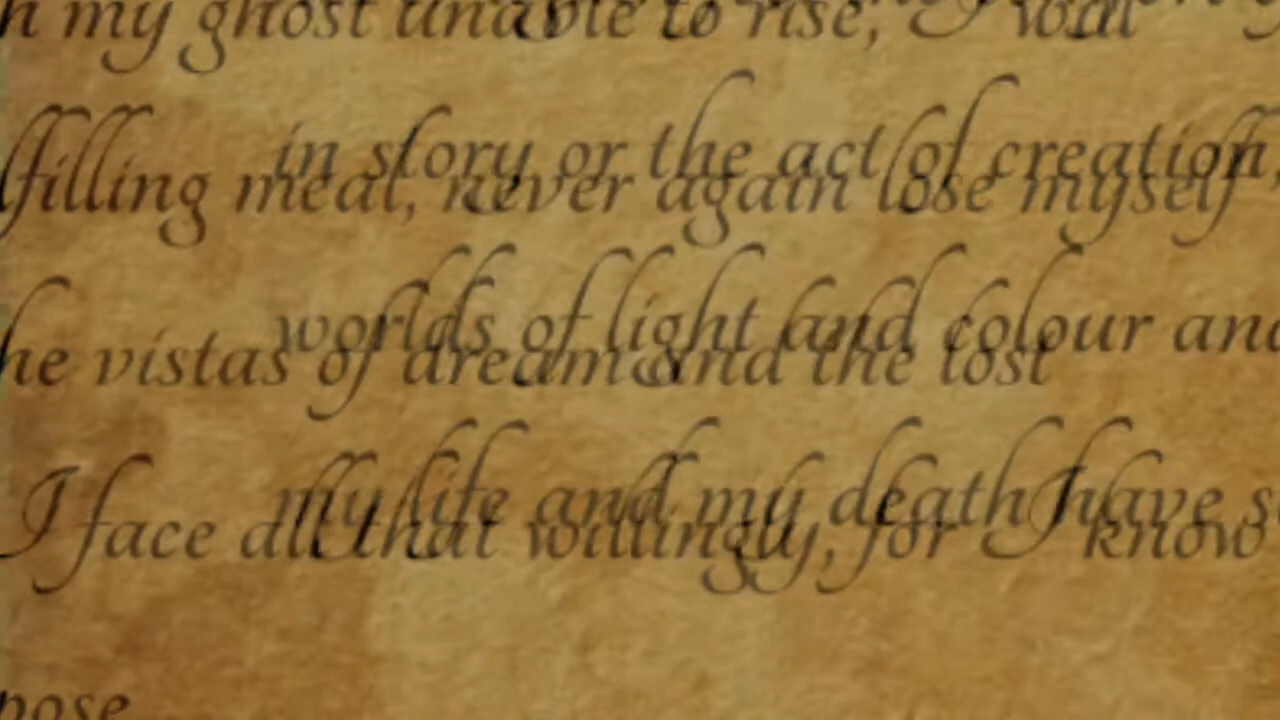 my ghost unable to rise, I will
in story or the act of creation,
filling meal, never again lose myself
worlds of light and colour and
he vistas of dream and the lost
my life and my death have s
I face all that willingly, for I know
pose